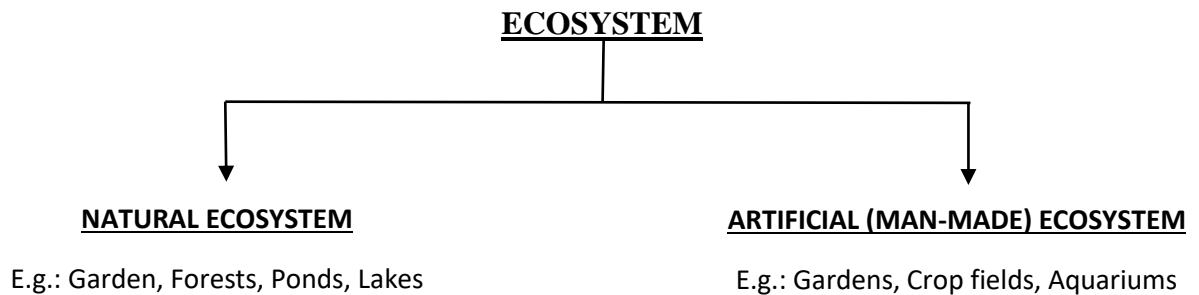 ECOSYSTEM
NATURAL ECOSYSTEM
E.g.: Garden, Forests, Ponds, Lakes
ARTIFICIAL (MAN-MADE) ECOSYSTEM
E.g.: Gardens, Crop fields, Aquariums